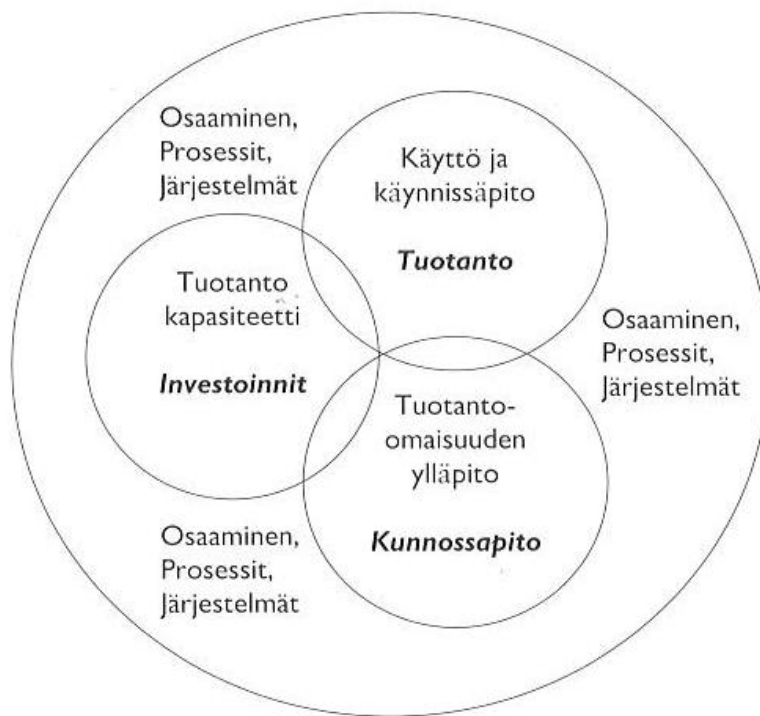 Osaaminen,
Prosessit,
Järjestelmät
Käyttö ja
käynnissäpito
Tuotanto
Tuotanto
kapasiteetti
Investoinnit
Osaaminen,
Prosessit,
Järjestelmät
Tuotanto-
omaisuuden
ylläpito
Kunnossapito
Osaaminen,
Prosessit,
Järjestelmät